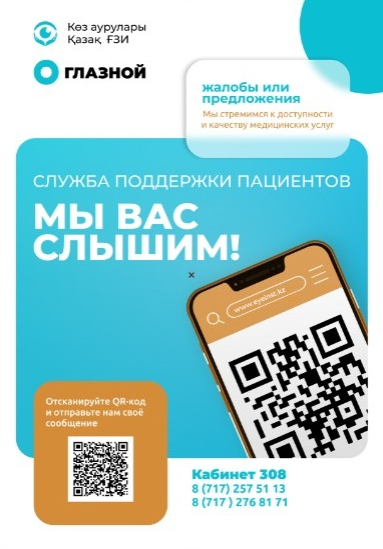 Көз аурулары
Қазақ ҒЗИ
ГЛАЗНОЙ
жалобы или
предложения
Мы стремимся к доступности
и качеству медицинских услуг
СЛУЖБА ПОДДЕРЖКИ ПАЦИЕНТОВ
МЫ ВАС
СЛЫШИМ!
www.eyeinst.kz
Отсканируйте QR-код
и отправьте нам своё
сообщение
Кабинет 308
8 (717) 257 51 13
8 (717 ) 276 81 71